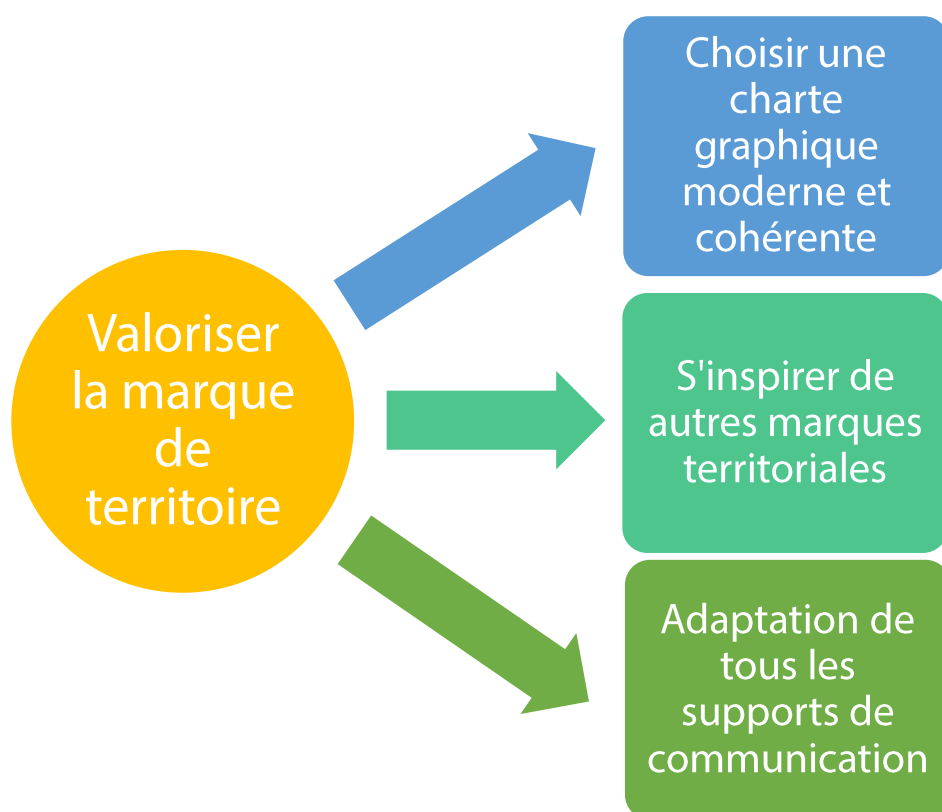 Valoriser
la marque
de
territoire
Choisir une
charte
graphique
moderne et
cohérente
S'inspirer de
autres marques
territoriales
Adaptation de
tous les
supports de
communication